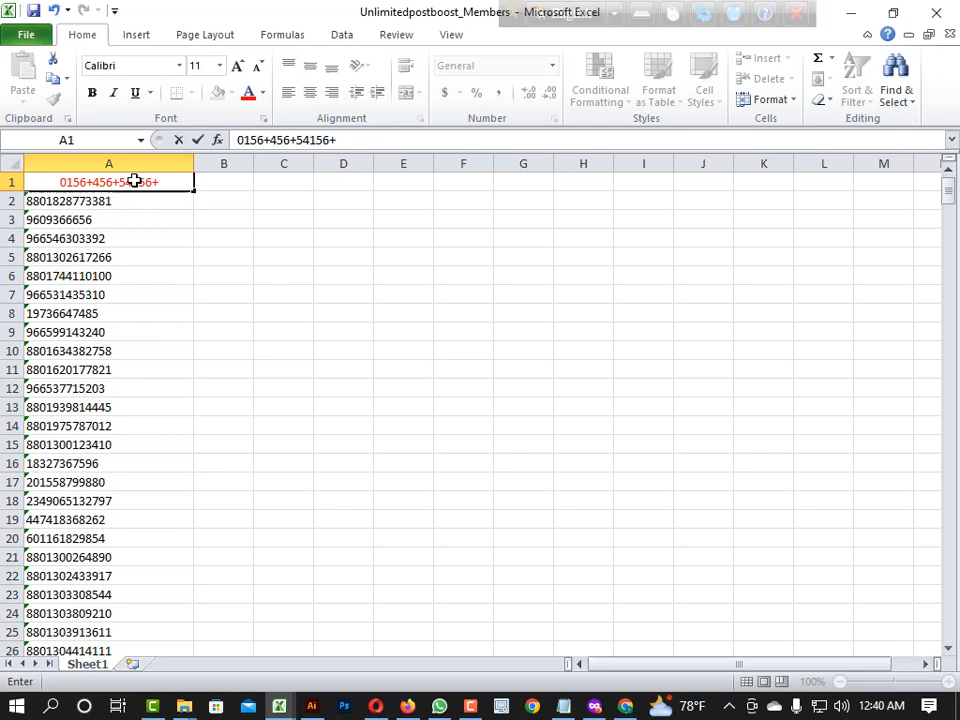 Unlimitedpostboost_Members - Microsoft Excel
File Home Insert Page Layout Formulas Data Review View
Paste
Clipboard
Calibri 11
B I U A
Font
Alignment
General
$ % ,
Number
Conditional Formatting
Format as Table
Cell Styles
Styles
Insert
Delete
Format
Cells
Σ
Sort & Filter
Find & Select
Editing
A1 fx 0156+456+54156+
A B C D E F G H I J K L M
1 0156+456+54156+
2 8801828773381
3 9609366656
4 966546303392
5 8801302617266
6 8801744110100
7 966531435310
8 19736647485
9 966599143240
10 8801634382758
11 8801620177821
12 966537715203
13 8801939814445
14 8801975787012
15 8801300123410
16 18327367596
17 201558799880
18 2349065132797
19 447418368262
20 601161829854
21 8801300264890
22 8801302433917
23 8801303308544
24 8801303809210
25 8801303913611
26 8801304414111
Sheet1
Enter 100%
Ai Ps 78°F 12:40 AM